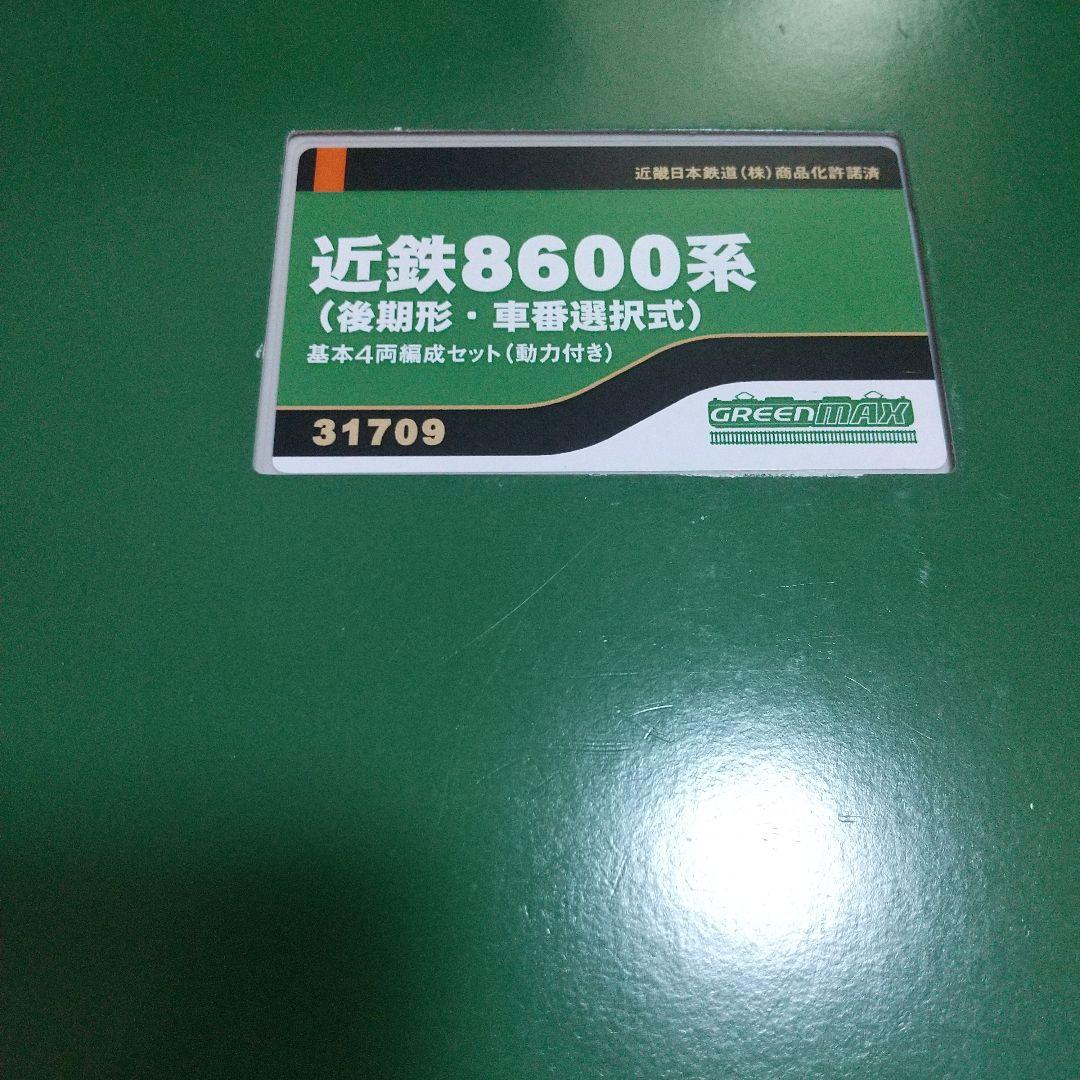 近畿日本鉄道(株)商品化許諾済
近鉄8600系
(後期形・車番選択式)
基本4両編成セット(動力付き)
31709
GREENMAX